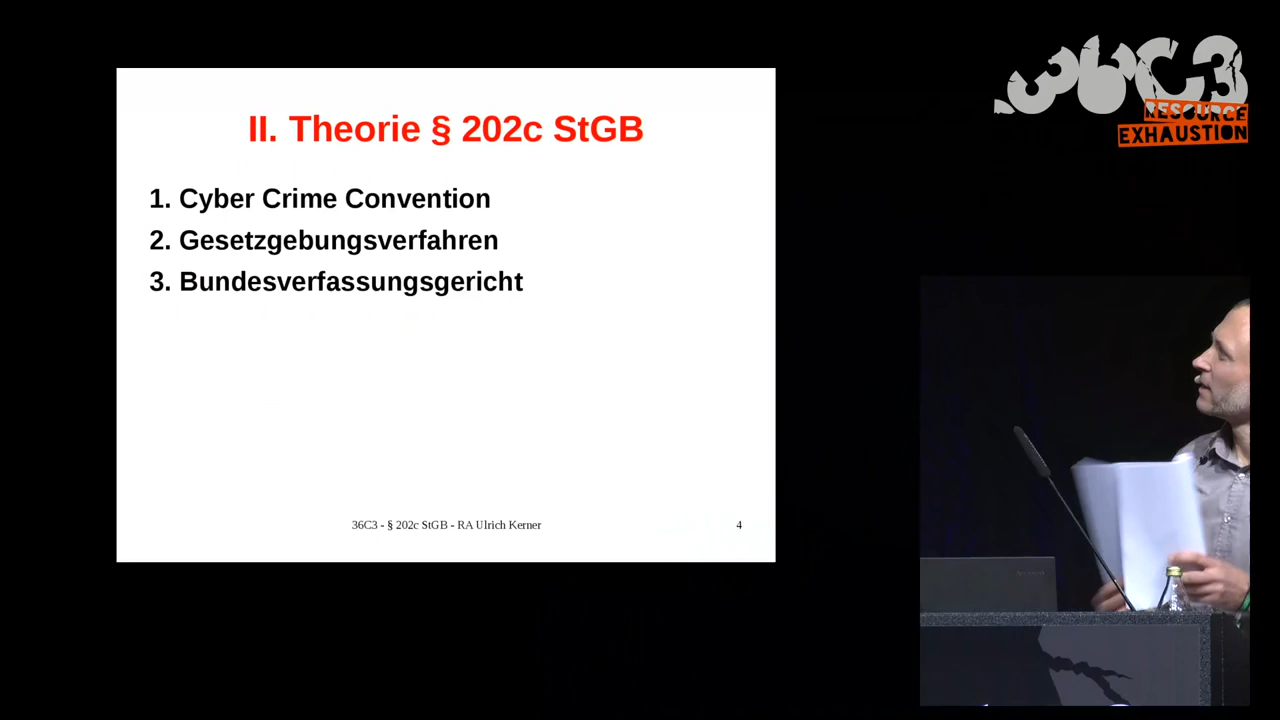 36C3
RESOURCE
EXHAUSTION
II. Theorie § 202c StGB
1. Cyber Crime Convention
2. Gesetzgebungsverfahren
3. Bundesverfassungsgericht
36C3 - § 202c StGB - RA Ulrich Kerner
4